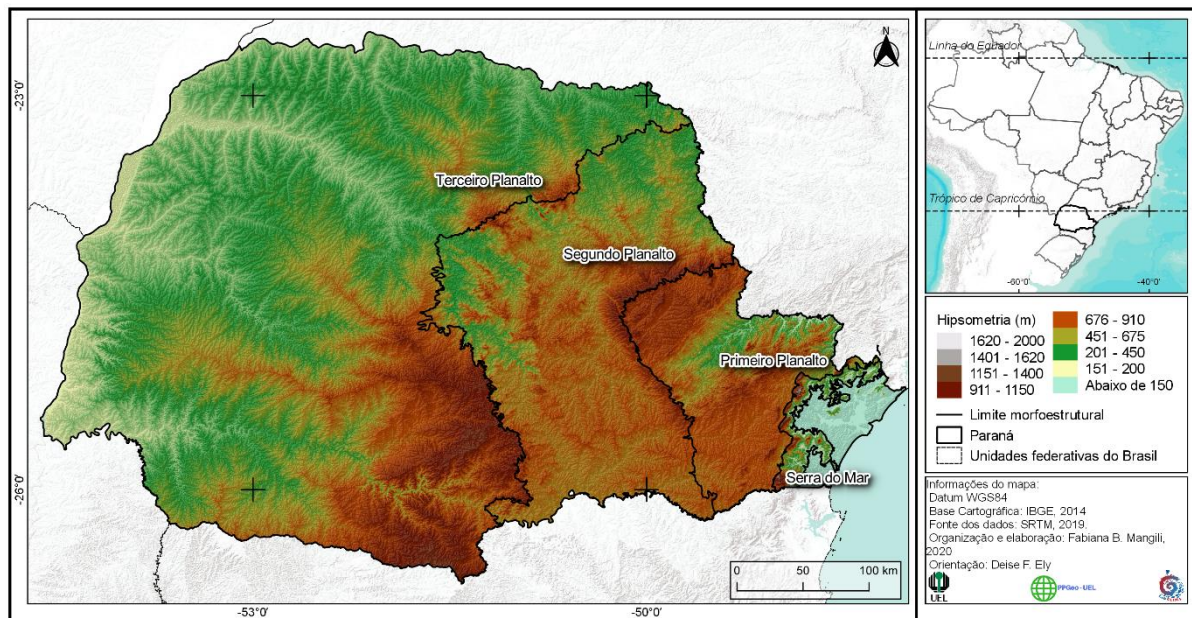 N
-23°0'
-26°0'
-53°0'
-50°0'
Terceiro Planalto
Segundo Planalto
Primeiro Planalto
Serra do Mar
0 50 100 km
Linha do Equador
Trópico de Capricórnio
-60°0'
-40°0'
Hipsometria (m)
1620 - 2000
1401 - 1620
1151 - 1400
911 - 1150
676 - 910
451 - 675
201 - 450
151 - 200
Abaixo de 150
Limite morfoestrutural
Paraná
Unidades federativas do Brasil
Informações do mapa:
Datum WGS84
Base Cartográfica: IBGE, 2014
Fonte dos dados: SRTM, 2019.
Organização e elaboração: Fabiana B. Mangili,
2020
Orientação: Deise F. Ely
UEL
PPGeo - UEL